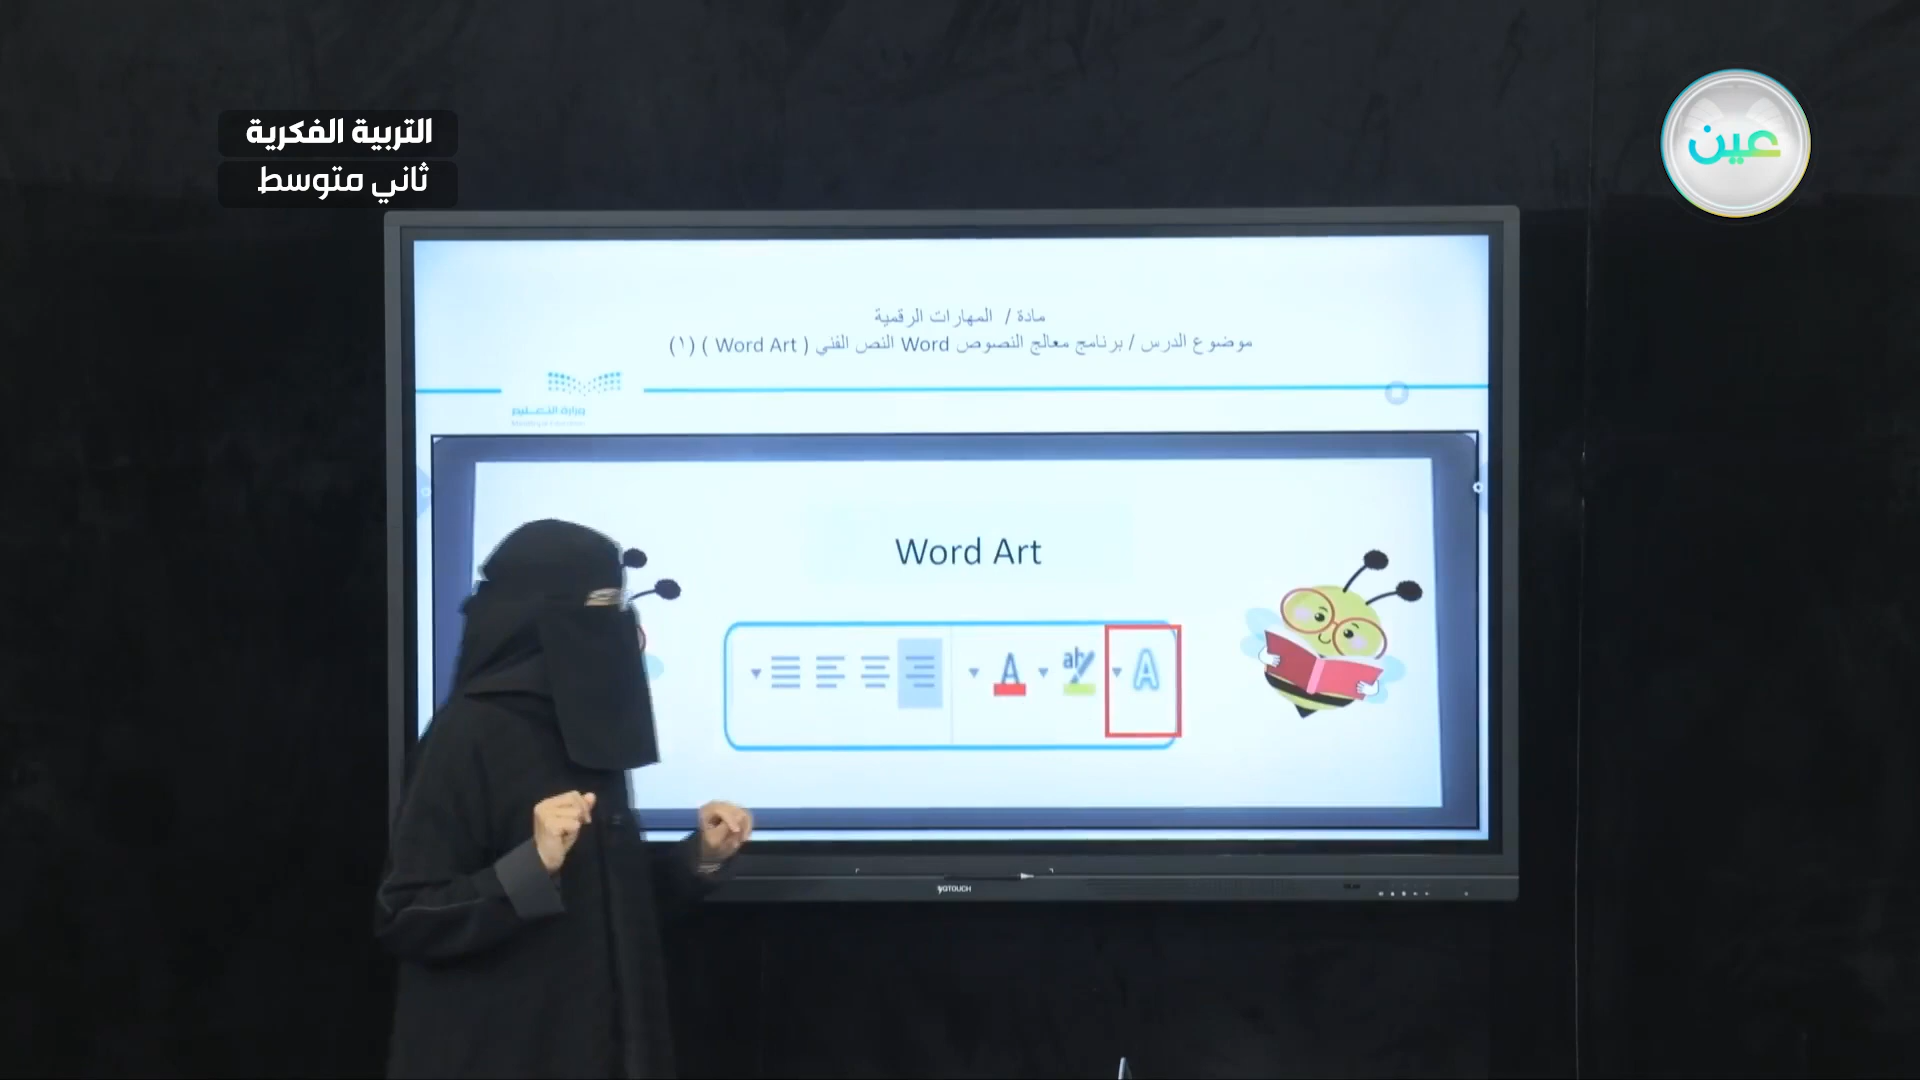 التربية الفكرية
ثاني متوسط
عين
مادة / المهارات الرقمية
موضوع الدرس / برنامج معالج النصوص Word النص الفني ( Word Art ) (١)
وزارة التعليم
Word Art
A ab A